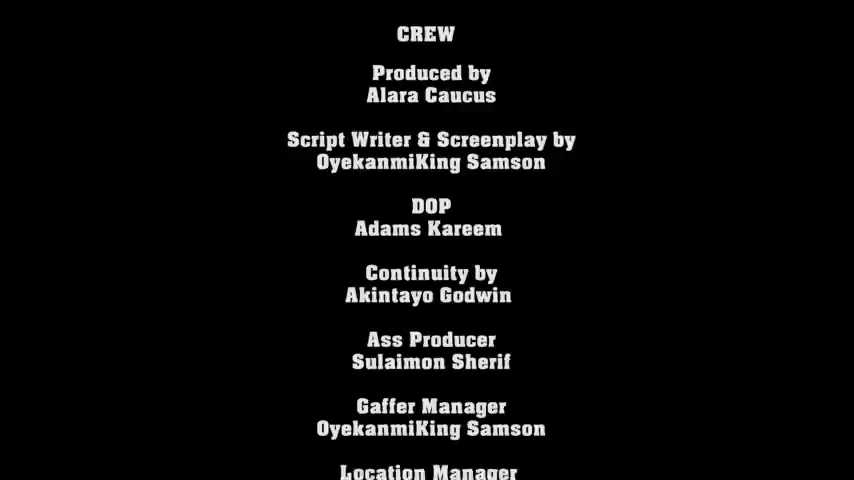 CREW
Produced by
Alara Caucus
Script Writer & Screenplay by
OyekanmiKing Samson
DOP
Adams Kareem
Continuity by
Akintayo Godwin
Ass Producer
Sulaimon Sherif
Gaffer Manager
OyekanmiKing Samson
Location Manager